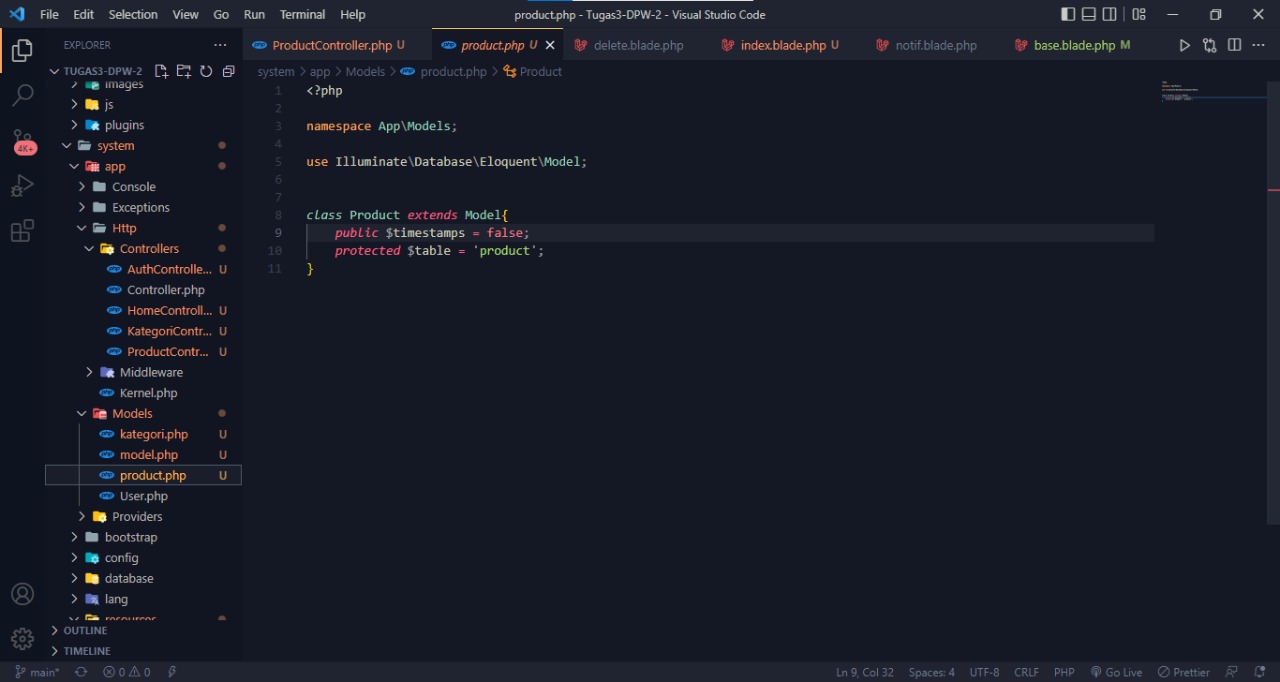 File Edit Selection View Go Run Terminal Help
product.php - Tugas3-DPW-2 - Visual Studio Code
EXPLORER
TUGAS3-DPW-2
images
js
plugins
system
app
Console
Exceptions
Http
Controllers
AuthControlle... U
Controller.php
HomeControll... U
KategoriContr... U
ProductContr... U
Middleware
Kernel.php
Models
kategori.php U
model.php U
product.php U
User.php
Providers
bootstrap
config
database
lang
resources
OUTLINE
TIMELINE
4K+
ProductController.php U
product.php U
delete.blade.php
index.blade.php U
notif.blade.php
base.blade.php M
system > app > Models > product.php > Product
1 <?php
2
3 namespace App\Models;
4
5 use Illuminate\Database\Eloquent\Model;
6
7
8 class Product extends Model{
9 public $timestamps = false;
10 protected $table = 'product';
11 }
main* 0 0
Ln 9, Col 32 Spaces: 4 UTF-8 CRLF PHP Go Live Prettier